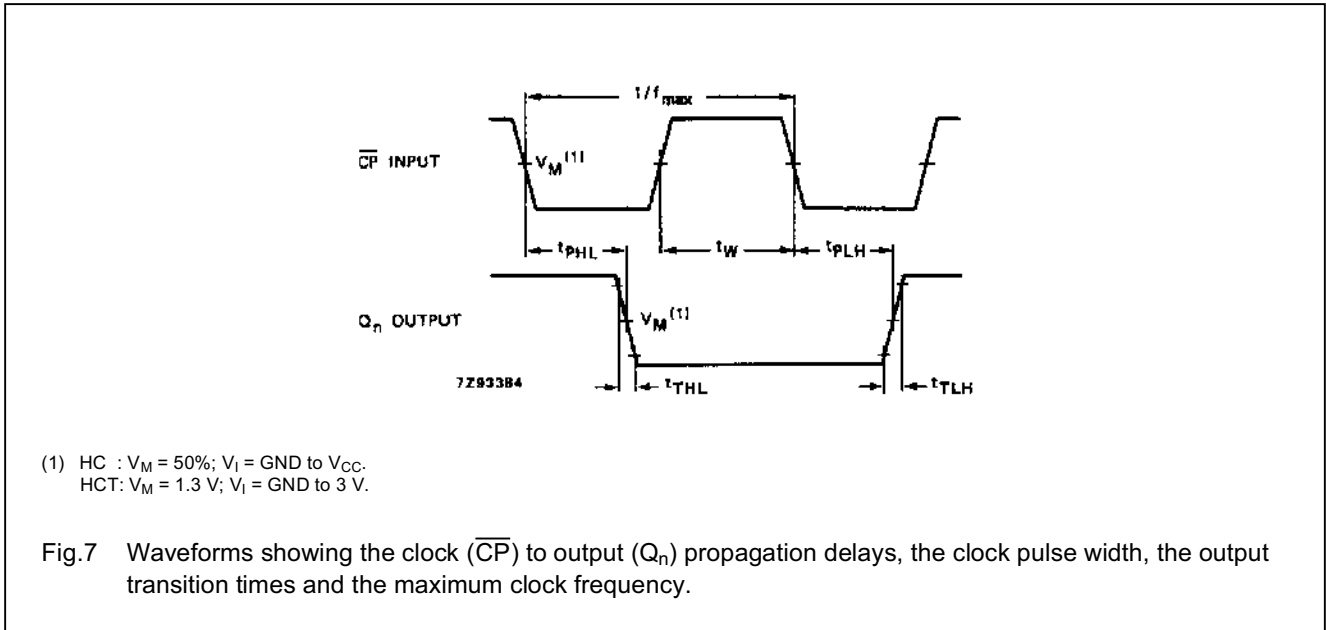 1/fmax
CP INPUT
VM(1)
tPHL
tW
tPLH
Qn OUTPUT
VM(1)
7Z93384
tTHL
tTLH
(1) HC : VM = 50%; VI = GND to VCC.
HCT: VM = 1.3 V; VI = GND to 3 V.
Fig.7 Waveforms showing the clock (CP) to output (Qn) propagation delays, the clock pulse width, the output
transition times and the maximum clock frequency.